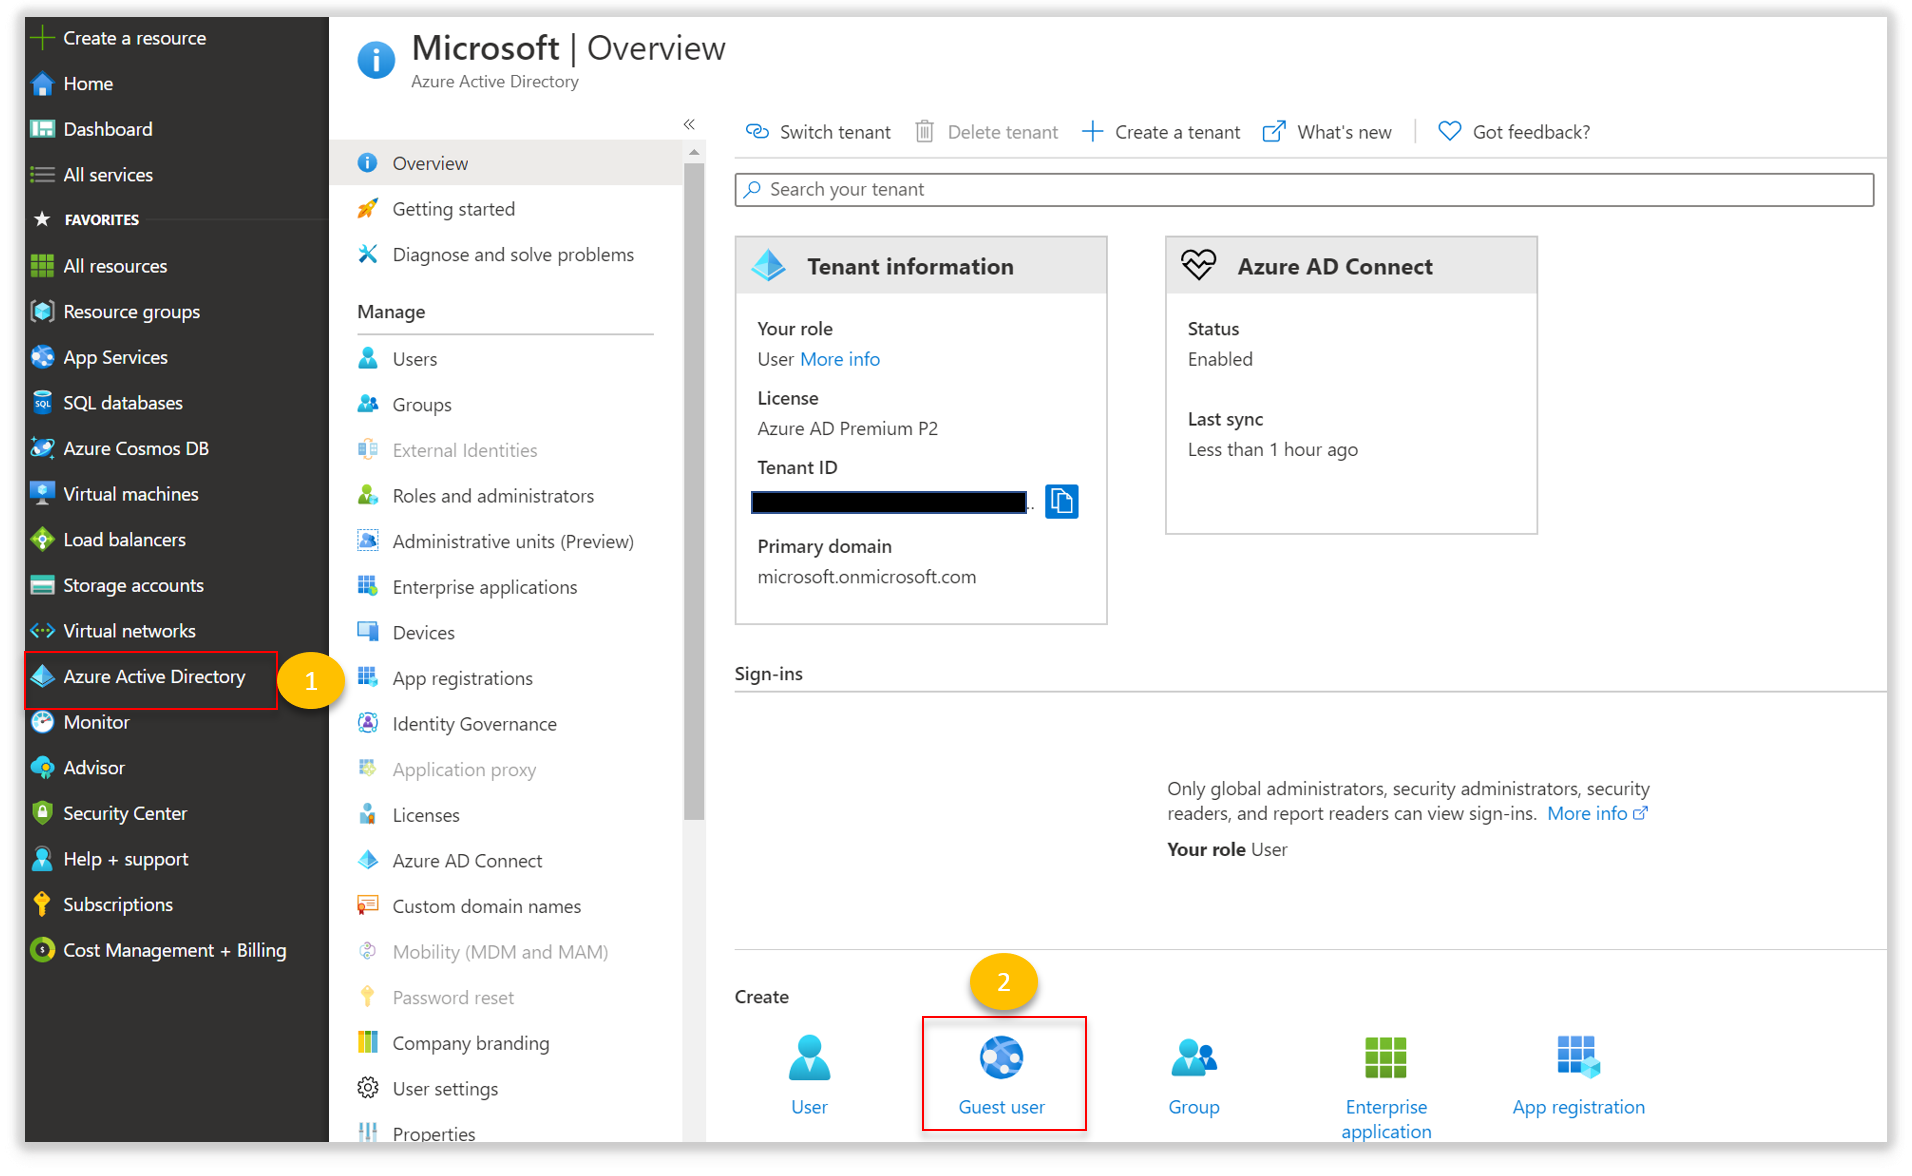 Create a resource
Home
Dashboard
All services
FAVORITES
All resources
Resource groups
App Services
SQL databases
Azure Cosmos DB
Virtual machines
Load balancers
Storage accounts
Virtual networks
Azure Active Directory
1
Monitor
Advisor
Security Center
Help + support
Subscriptions
Cost Management + Billing
Microsoft | Overview
Azure Active Directory
«
Overview
Getting started
Diagnose and solve problems
Manage
Users
Groups
External Identities
Roles and administrators
Administrative units (Preview)
Enterprise applications
Devices
App registrations
Identity Governance
Application proxy
Licenses
Azure AD Connect
Custom domain names
Mobility (MDM and MAM)
Password reset
Company branding
User settings
Properties
Switch tenant Delete tenant Create a tenant What's new Got feedback?
Search your tenant
Tenant information
Your role
User More info
License
Azure AD Premium P2
Tenant ID
..
Primary domain
microsoft.onmicrosoft.com
Azure AD Connect
Status
Enabled
Last sync
Less than 1 hour ago
Sign-ins
Only global administrators, security administrators, security
readers, and report readers can view sign-ins. More info
Your role User
Create
2
User
Guest user
Group
Enterprise
application
App registration